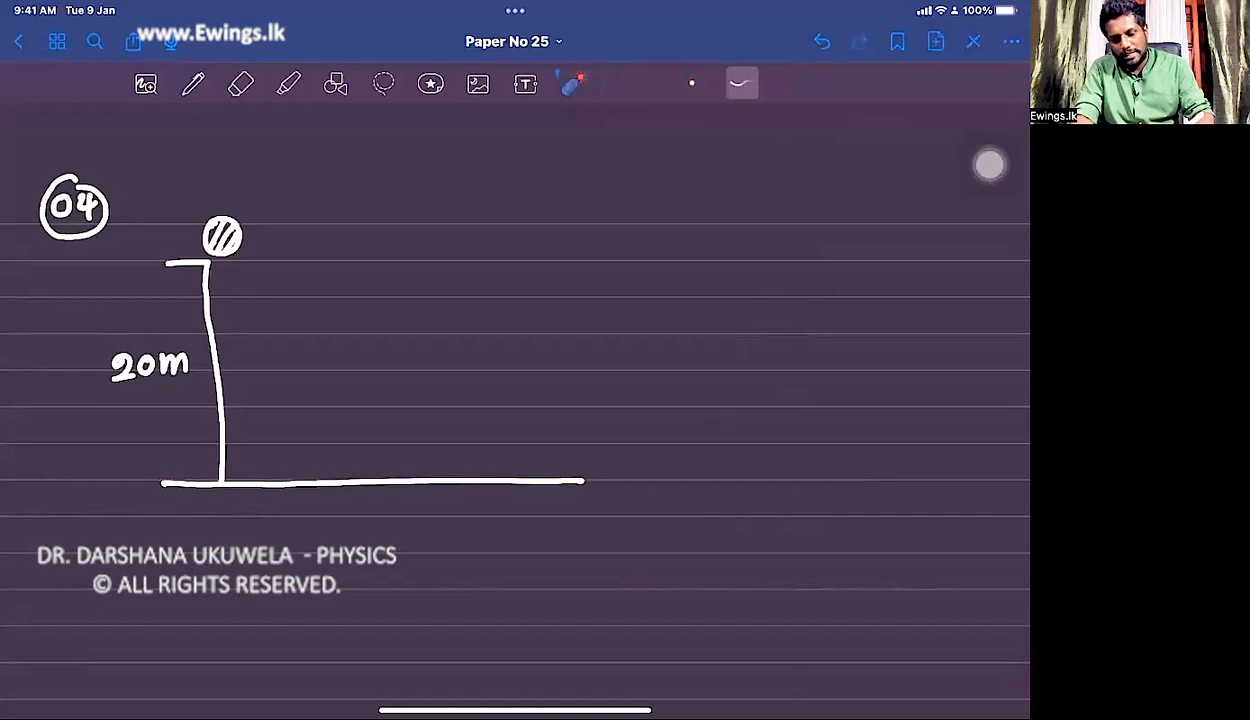 9:41 AM Tue 9 Jan
100%
www.Ewings.lk
Paper No 25
T
Ewings.lk
04
20m
DR. DARSHANA UKUWELA - PHYSICS
© ALL RIGHTS RESERVED.